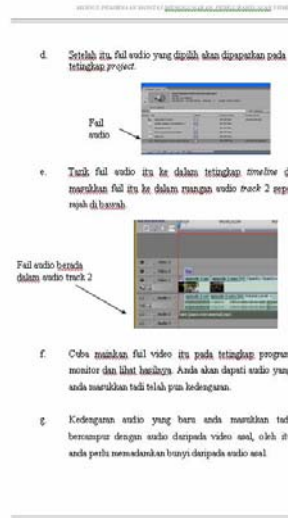 d. Setelah itu, fail audio yang dipilih akan dipaparkan pada
tetingkap project.
Fail
audio
e. Tarik fail audio itu ke dalam tetingkap timeline
masukkan fail itu ke dalam ruangan audio track 2
rajah di bawah.
Fail audio berada
dalam audio track 2
f. Cuba mainkan fail video itu pada tetingkap program
monitor dan lihat hasilnya. Anda akan dapati audio yang
anda masukkan tadi telah pun kedengaran.
g. Kedengaran audio yang baru anda masukkan tadi
bercampur dengan audio daripada video asal, oleh itu
anda perlu memadamkan bunyi daripada audio asal.